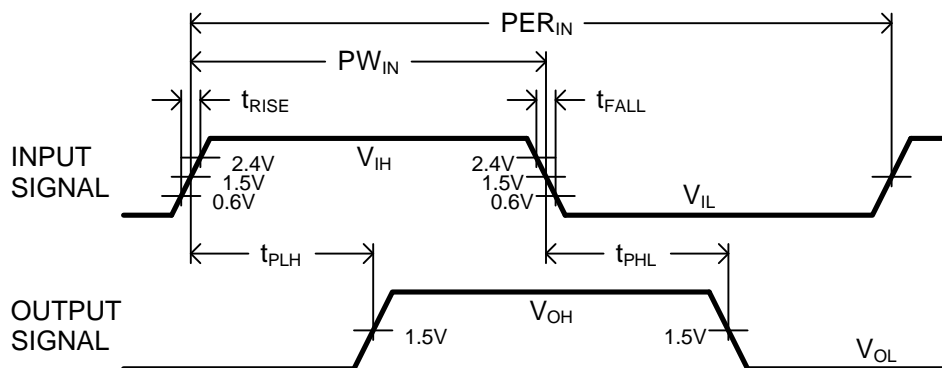 PERIN
PWIN
tRISE
tFALL
INPUT
SIGNAL
VIH
2.4V
1.5V
0.6V
2.4V
1.5V
0.6V
VIL
tPLH
tPHL
OUTPUT
SIGNAL
VOH
1.5V
1.5V
VOL